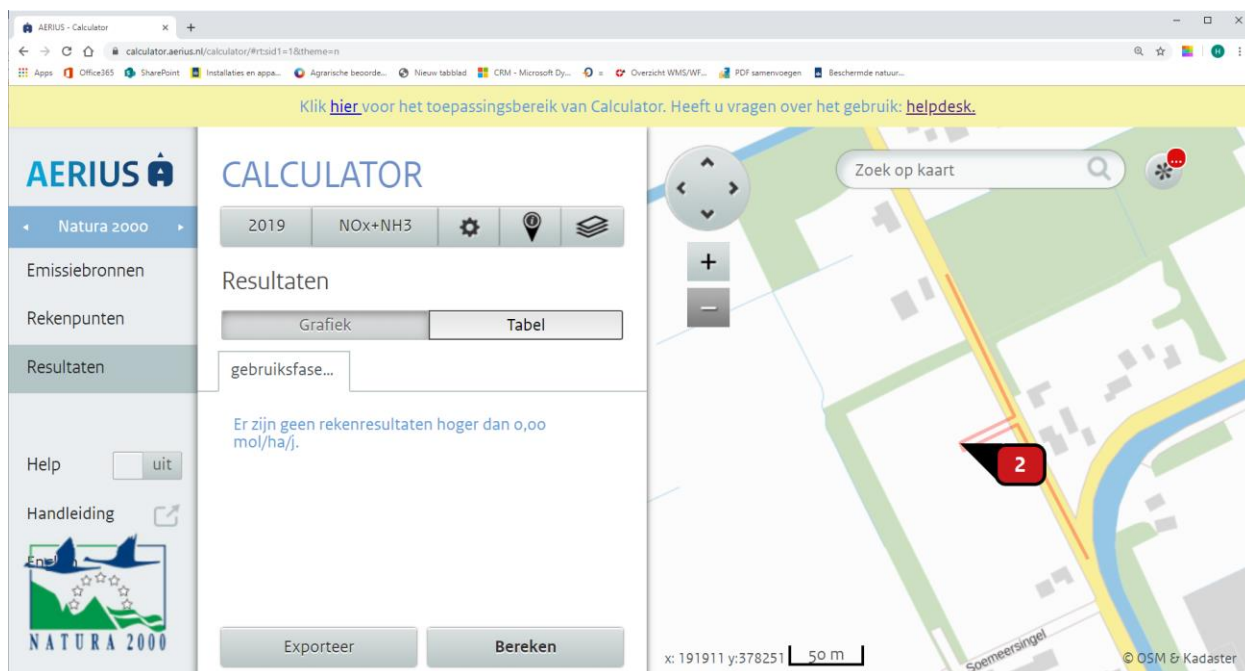 AERIUS - Calculator
calculator.aerius.nl/calculator/#rt:sid1=1&theme=n
Apps Office365 SharePoint Installaties en appa... Agrarische beoorde... Nieuw tabblad CRM - Microsoft Dy... = Overzicht WMS/WF... PDF samenvoegen Beschermde natuur...
H
Klik hier voor het toepassingsbereik van Calculator. Heeft u vragen over het gebruik: helpdesk.
AERIUS
Natura 2000
Emissiebronnen
Rekenpunten
Resultaten
Help uit
Handleiding
NATURA 2000
CALCULATOR
2019 NOx+NH3
Resultaten
Grafiek Tabel
gebruiksfase...
Er zijn geen rekenresultaten hoger dan 0,00
mol/ha/j.
Exporteer Bereken
Zoek op kaart
...
+
−
2
Soemeersingel
x: 191911 y:378251 50 m
© OSM & Kadaster